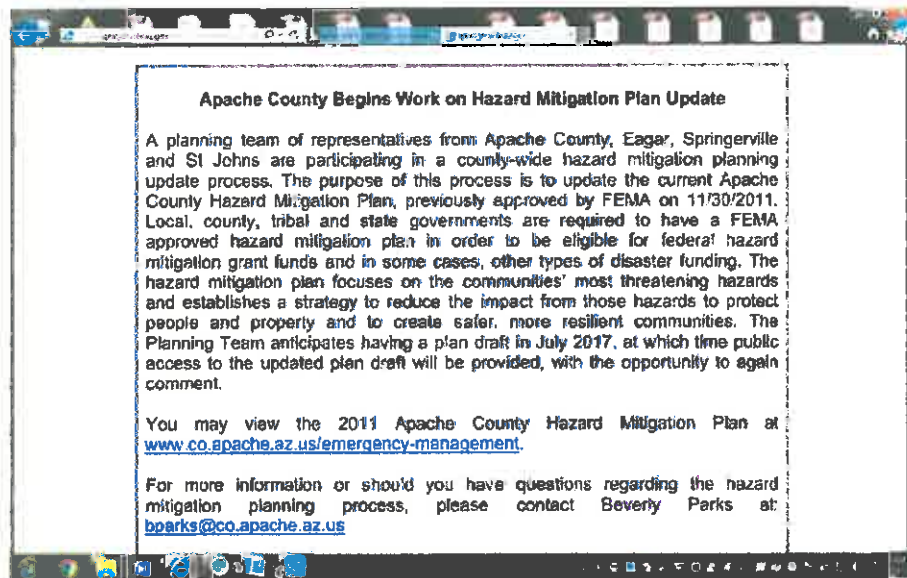 Apache County Begins Work on Hazard Mitigation Plan Update
A planning team of representatives from Apache County, Eagar, Springerville
and St Johns are participating in a county-wide hazard mitigation planning
update process. The purpose of this process is to update the current Apache
County Hazard Mitigation Plan, previously approved by FEMA on 11/30/2011.
Local, county, tribal and state governments are required to have a FEMA
approved hazard mitigation plan in order to be eligible for federal hazard
mitigation grant funds and in some cases, other types of disaster funding. The
hazard mitigation plan focuses on the communities' most threatening hazards
and establishes a strategy to reduce the impact from those hazards to protect
people and property and to create safer, more resilient communities. The
Planning Team anticipates having a plan draft in July 2017, at which time public
access to the updated plan draft will be provided, with the opportunity to again
comment.
You may view the 2011 Apache County Hazard Mitigation Plan at
www.co.apache.az.us/emergency-management.
For more information or should you have questions regarding the hazard
mitigation planning process, please contact Beverly Parks at:
bparks@co.apache.az.us